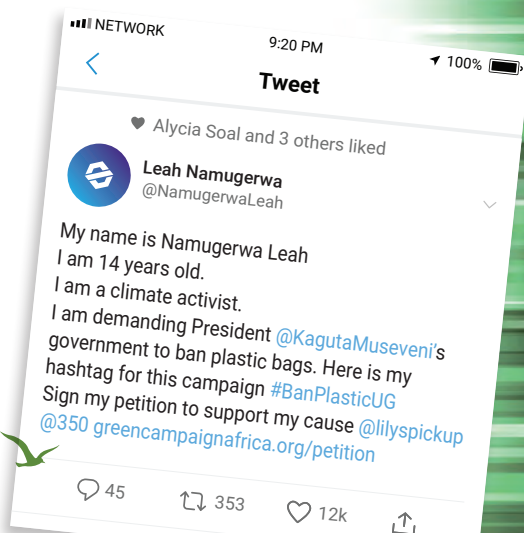 NETWORK 9:20 PM 100%
Tweet
Alycia Soal and 3 others liked
Leah Namugerwa
@NamugerwaLeah
My name is Namugerwa Leah
I am 14 years old.
I am a climate activist.
I am demanding President @KagutaMuseveni's
government to ban plastic bags. Here is my
hashtag for this campaign #BanPlasticUG
Sign my petition to support my cause @lilyspickup
@350 greencampaignafrica.org/petition
45 353 12k